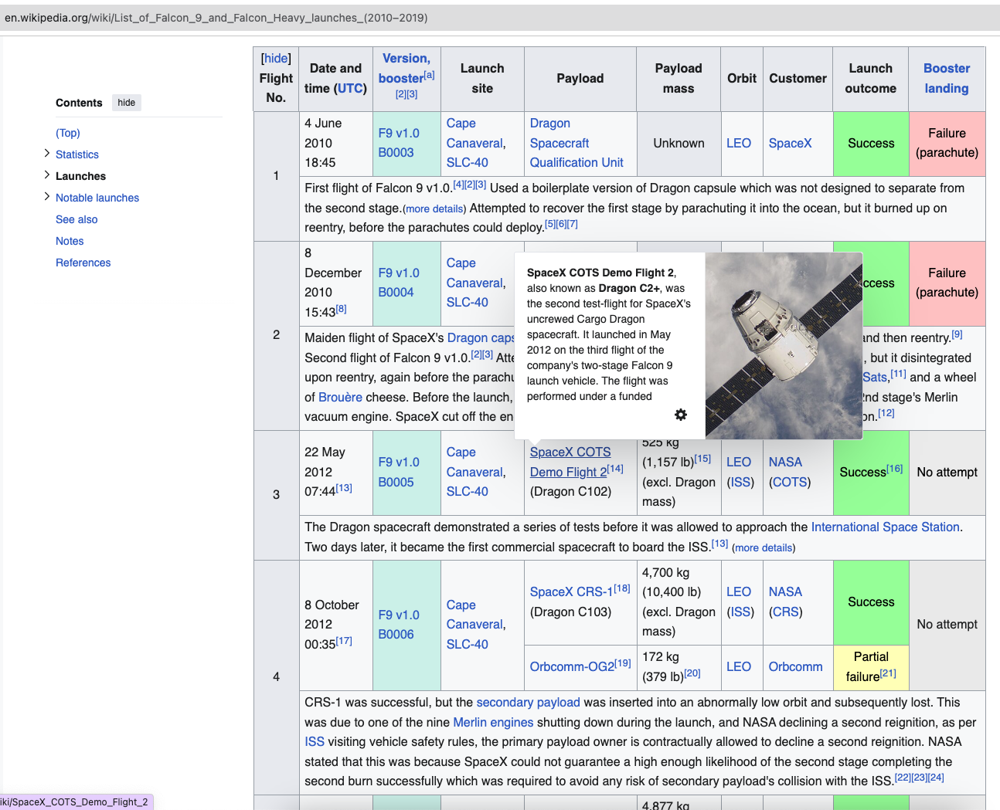 en.wikipedia.org/wiki/List_of_Falcon_9_and_Falcon_Heavy_launches_(2010–2019)
Contents hide
(Top)
Statistics
Launches
Notable launches
See also
Notes
References
[hide]
Flight
No.
Date and
time (UTC)
Version,
booster[a]
[2][3]
Launch
site
Payload
Payload
mass
Orbit
Customer
Launch
outcome
Booster
landing
1
4 June
2010
18:45
F9 v1.0
B0003
Cape
Canaveral,
SLC-40
Dragon
Spacecraft
Qualification Unit
Unknown
LEO
SpaceX
Success
Failure
(parachute)
First flight of Falcon 9 v1.0.[4][2][3] Used a boilerplate version of Dragon capsule which was not designed to separate from
the second stage.(more details) Attempted to recover the first stage by parachuting it into the ocean, but it burned up on
reentry, before the parachutes could deploy.[5][6][7]
2
8
December
2010
15:43[8]
F9 v1.0
B0004
Cape
Canaveral,
SLC-40
ccess
Failure
(parachute)
Maiden flight of SpaceX's Dragon caps
and then reentry.[9]
Second flight of Falcon 9 v1.0.[2][3] Atte
, but it disintegrated
upon reentry, again before the parachu
Sats,[11] and a wheel
of Brouère cheese. Before the launch,
2nd stage's Merlin
vacuum engine. SpaceX cut off the en
on.[12]
SpaceX COTS Demo Flight 2,
also known as Dragon C2+, was
the second test-flight for SpaceX's
uncrewed Cargo Dragon
spacecraft. It launched in May
2012 on the third flight of the
company's two-stage Falcon 9
launch vehicle. The flight was
performed under a funded
3
22 May
2012
07:44[13]
F9 v1.0
B0005
Cape
Canaveral,
SLC-40
SpaceX COTS
Demo Flight 2[14]
(Dragon C102)
525 kg
(1,157 lb)[15]
(excl. Dragon
mass)
LEO
(ISS)
NASA
(COTS)
Success[16]
No attempt
The Dragon spacecraft demonstrated a series of tests before it was allowed to approach the International Space Station.
Two days later, it became the first commercial spacecraft to board the ISS.[13] (more details)
4
8 October
2012
00:35[17]
F9 v1.0
B0006
Cape
Canaveral,
SLC-40
SpaceX CRS-1[18]
(Dragon C103)
4,700 kg
(10,400 lb)
(excl. Dragon
mass)
LEO
(ISS)
NASA
(CRS)
Success
No attempt
Orbcomm-OG2[19]
172 kg
(379 lb)[20]
LEO
Orbcomm
Partial
failure[21]
CRS-1 was successful, but the secondary payload was inserted into an abnormally low orbit and subsequently lost. This
was due to one of the nine Merlin engines shutting down during the launch, and NASA declining a second reignition, as per
ISS visiting vehicle safety rules, the primary payload owner is contractually allowed to decline a second reignition. NASA
stated that this was because SpaceX could not guarantee a high enough likelihood of the second stage completing the
second burn successfully which was required to avoid any risk of secondary payload's collision with the ISS.[22][23][24]
4,877 kg
iki/SpaceX_COTS_Demo_Flight_2